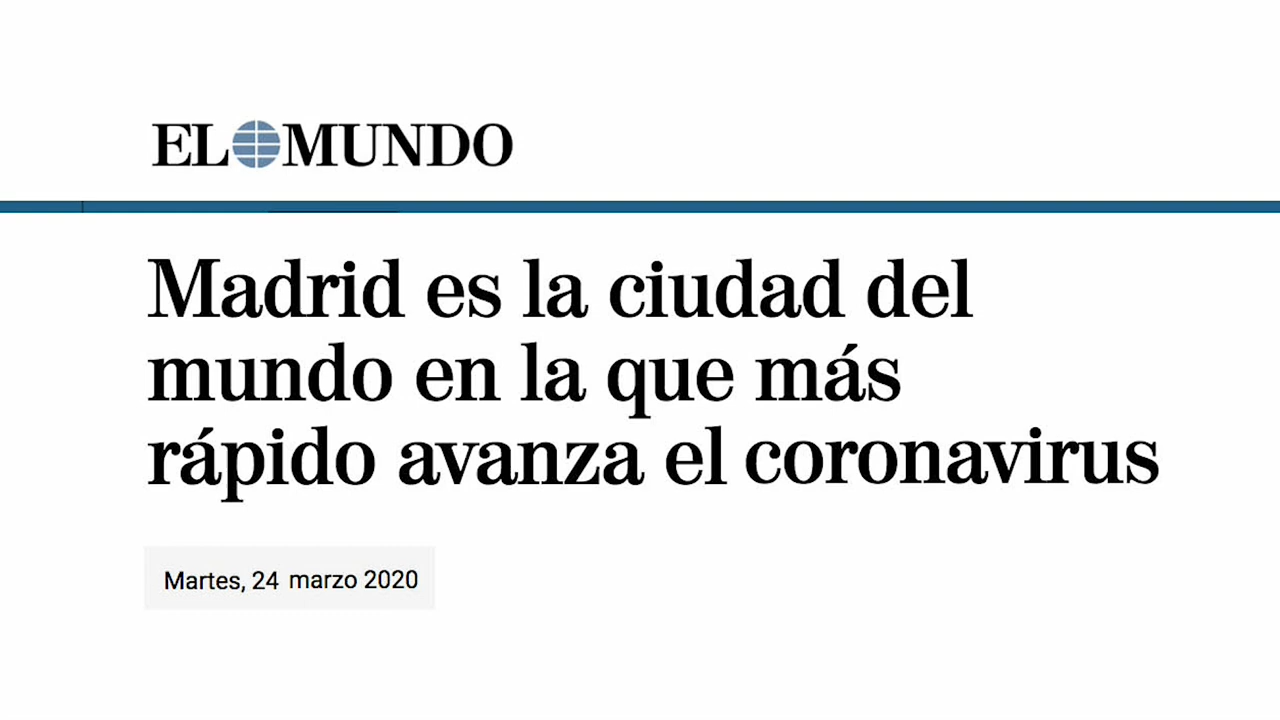 EL MUNDO
Madrid es la ciudad del
mundo en la que más
rápido avanza el coronavirus
Martes, 24 marzo 2020